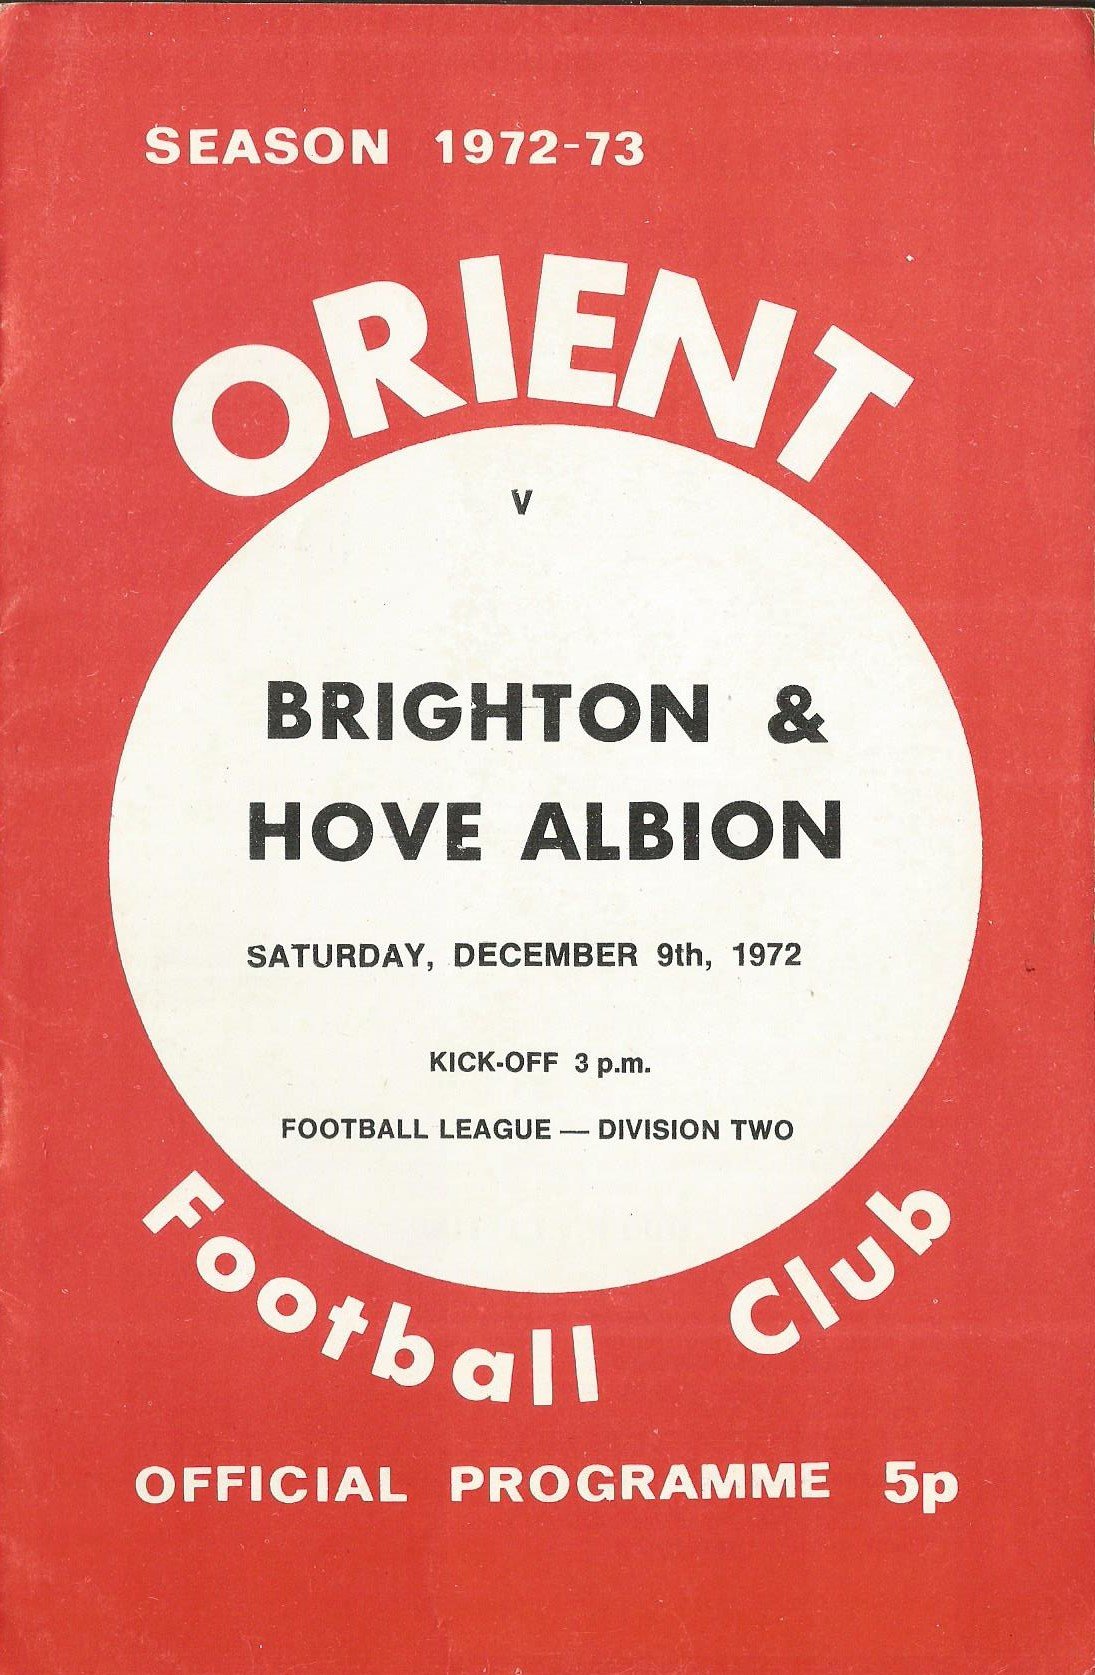 SEASON 1972-73
ORIENT
v
BRIGHTON &
HOVE ALBION
SATURDAY, DECEMBER 9th, 1972
KICK-OFF 3 p.m.
FOOTBALL LEAGUE — DIVISION TWO
Football Club
OFFICIAL PROGRAMME 5p